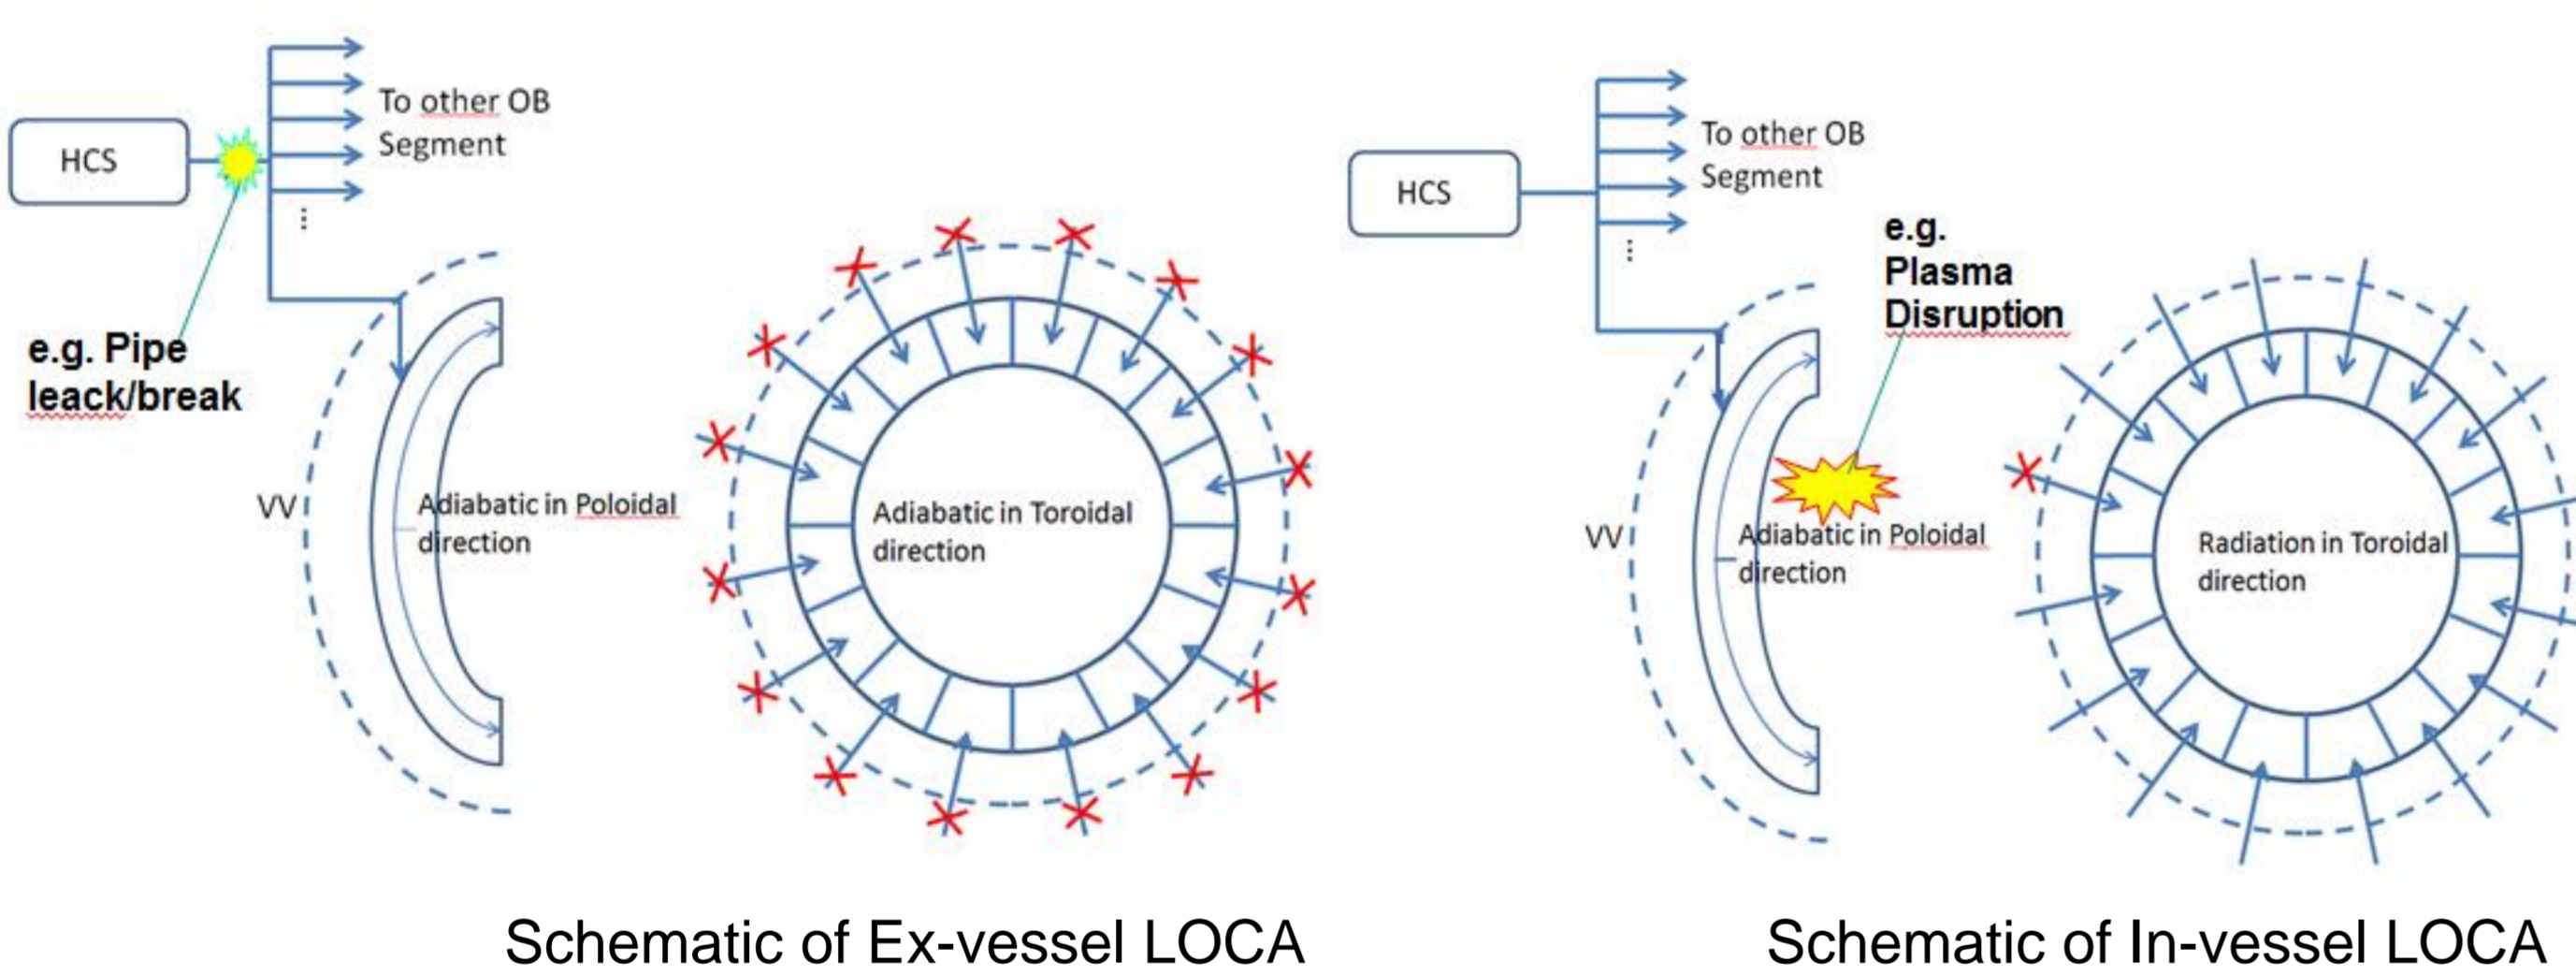 HCS
To other OB
Segment
⋮
e.g. Pipe
leack/break
VV
Adiabatic in Poloidal
direction
Adiabatic in Toroidal
direction
Schematic of Ex-vessel LOCA
HCS
To other OB
Segment
⋮
e.g.
Plasma
Disruption
VV
Adiabatic in Poloidal
direction
Radiation in Toroidal
direction
Schematic of In-vessel LOCA